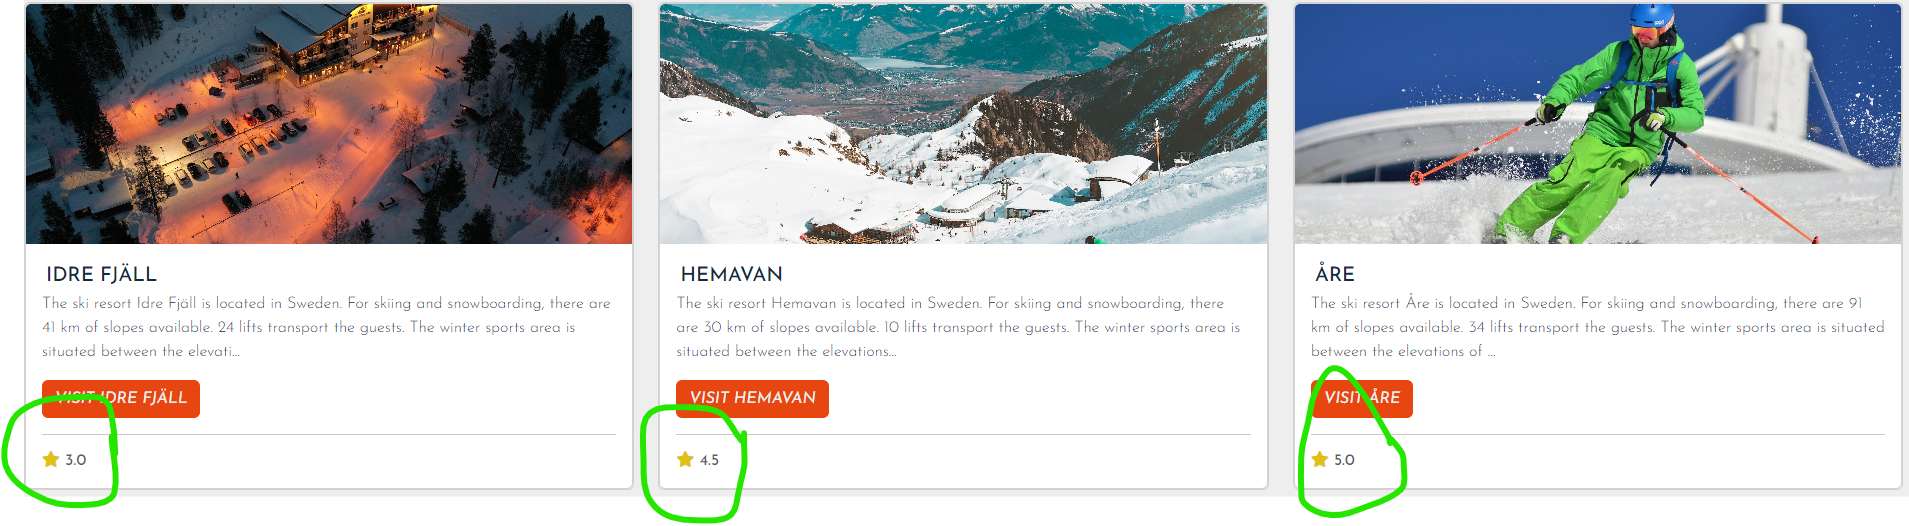 IDRE FJÄLL
The ski resort Idre Fjäll is located in Sweden. For skiing and snowboarding, there are
41 km of slopes available. 24 lifts transport the guests. The winter sports area is
situated between the elevati...
VISIT IDRE FJÄLL
3.0
HEMAVAN
The ski resort Hemavan is located in Sweden. For skiing and snowboarding, there
are 30 km of slopes available. 10 lifts transport the guests. The winter sports area is
situated between the elevations...
VISIT HEMAVAN
4.5
ÅRE
The ski resort Åre is located in Sweden. For skiing and snowboarding, there are 91
km of slopes available. 34 lifts transport the guests. The winter sports area is situated
between the elevations of ...
VISIT ÅRE
5.0